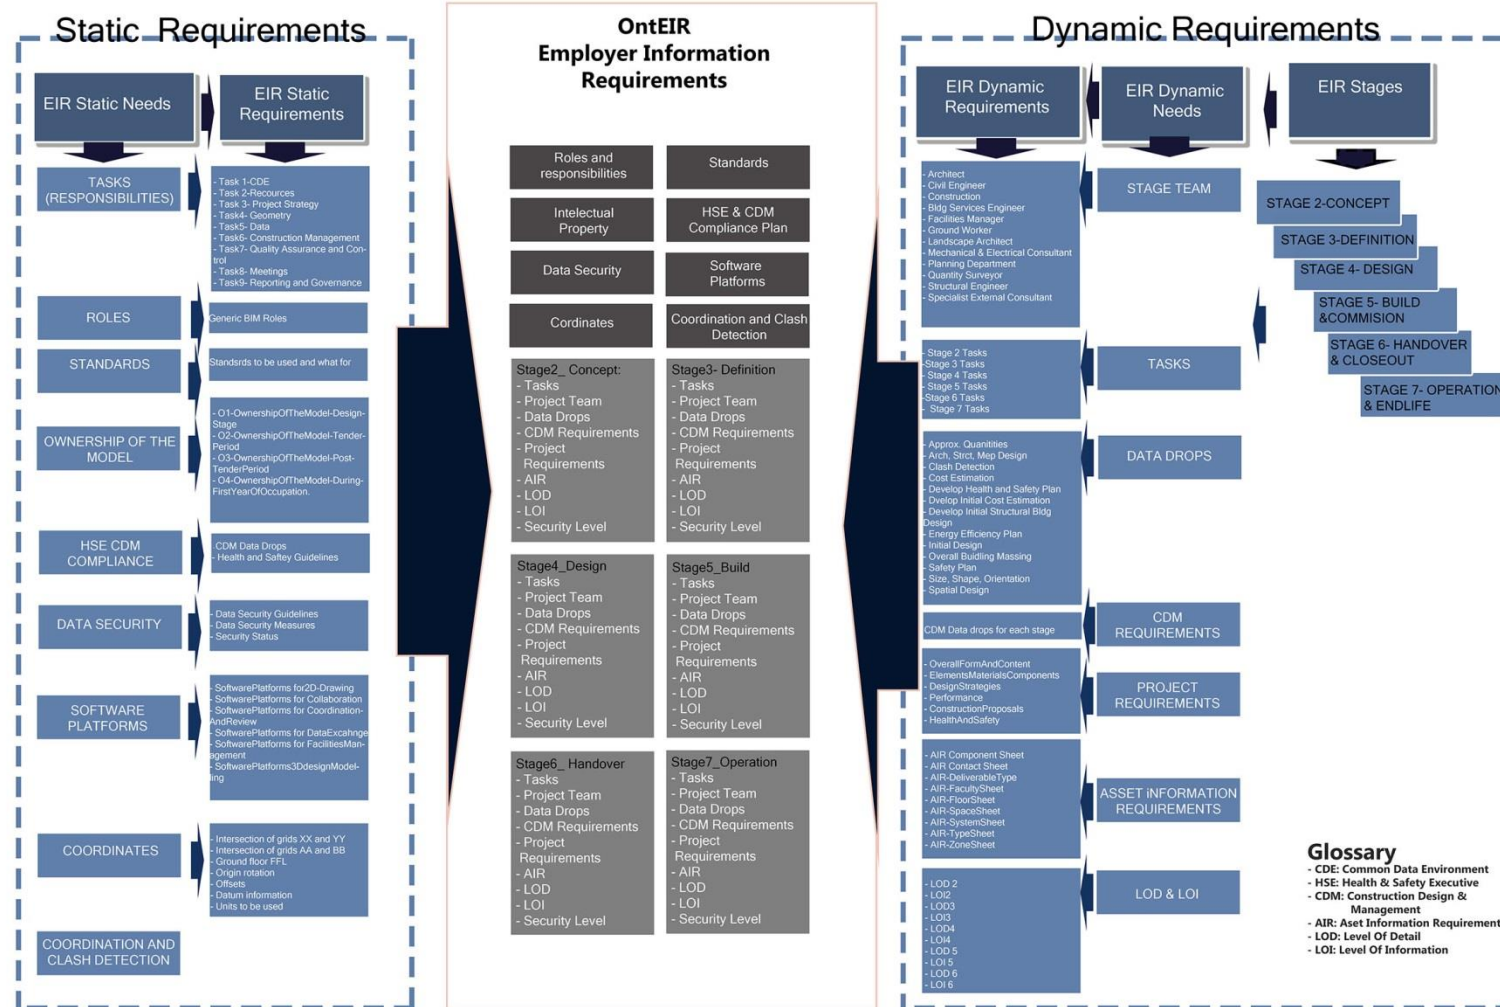 Static Requirements
EIR Static Needs
EIR Static
Requirements
TASKS
(RESPONSIBILITIES)
- Task 1-CDE
- Task 2-Recources
- Task 3- Project Strategy
- Task4- Geometry
- Task5- Data
- Task6- Construction Management
- Task7- Quality Assurance and Con-
trol
- Task8- Meetings
- Task9- Reporting and Governance
ROLES
Generic BIM Roles
STANDARDS
Standsrds to be used and what for
OWNERSHIP OF THE
MODEL
- O1-OwnershipOfTheModel-Design-
Stage
- O2-OwnershipOfTheModel-Tender-
Period
- O3-OwnershipOfTheModel-Post-
TenderPeriod
- O4-OwnershipOfTheModel-During-
FirstYearOfOccupation.
HSE CDM
COMPLIANCE
CDM Data Drops
- Health and Saftey Guidelines
DATA SECURITY
- Data Security Guidelines
- Data Security Measures
- Security Status
SOFTWARE
PLATFORMS
- SoftwarePlatforms for2D-Drawing
- SoftwarePlatforms for Collaboration
- SoftwarePlatforms for Coordination-
AndReview
- SoftwarePlatforms for DataExcahnge
- SoftwarePlatforms for FacilitiesMan-
agement
- SoftwarePlatforms3DdesignModel-
ling
COORDINATES
- Intersection of grids XX and YY
- Intersection of grids AA and BB
- Ground floor FFL
- Origin rotation
- Offsets
- Datum information
- Units to be used
COORDINATION AND
CLASH DETECTION
OntEIR
Employer Information
Requirements
Roles and
responsibilities
Standards
Intelectual
Property
HSE & CDM
Compliance Plan
Data Security
Software
Platforms
Cordinates
Coordination and Clash
Detection
Stage2_ Concept:
- Tasks
- Project Team
- Data Drops
- CDM Requirements
- Project
Requirements
- AIR
- LOD
- LOI
- Security Level
Stage3- Definition
- Tasks
- Project Team
- Data Drops
- CDM Requirements
- Project
Requirements
- AIR
- LOD
- LOI
- Security Level
Stage4_Design
- Tasks
- Project Team
- Data Drops
- CDM Requirements
- Project
Requirements
- AIR
- LOD
- LOI
- Security Level
Stage5_Build
- Tasks
- Project Team
- Data Drops
- CDM Requirements
- Project
Requirements
- AIR
- LOD
- LOI
- Security Level
Stage6_ Handover
- Tasks
- Project Team
- Data Drops
- CDM Requirements
- Project
Requirements
- AIR
- LOD
- LOI
- Security Level
Stage7_Operation
- Tasks
- Project Team
- Data Drops
- CDM Requirements
- Project
Requirements
- AIR
- LOD
- LOI
- Security Level
Dynamic Requirements
EIR Dynamic
Requirements
EIR Dynamic
Needs
EIR Stages
- Architect
- Civil Engineer
- Construction
- Bldg Services Engineer
- Facilities Manager
- Ground Worker
- Landscape Architect
- Mechanical & Electrical Consultant
- Planning Department
- Quantity Surveyor
- Structural Engineer
- Specialist External Consultant
STAGE TEAM
STAGE 2-CONCEPT
STAGE 3-DEFINITION
STAGE 4- DESIGN
STAGE 5- BUILD
&COMMISION
STAGE 6- HANDOVER
& CLOSEOUT
STAGE 7- OPERATION
& ENDLIFE
- Stage 2 Tasks
-Stage 3 Tasks
- Stage 4 Tasks
- Stage 5 Tasks
-Stage 6 Tasks
- Stage 7 Tasks
TASKS
- Approx. Quanitities
- Arch, Strct, Mep Design
- Clash Detection
- Cost Estimation
- Develop Health and Safety Plan
- Dvelop Initial Cost Estimation
- Develop Initial Structural Bldg
Design
- Energy Efficiency Plan
- Initial Design
- Overall Buidling Massing
- Safety Plan
- Size, Shape, Orientation
- Spatial Design
DATA DROPS
CDM Data drops for each stage
CDM
REQUIREMENTS
- OverallFormAndContent
- ElementsMaterialsComponents
- DesignStrategies
- Performance
- ConstructionProposals
- HealthAndSafety
PROJECT
REQUIREMENTS
- AIR Component Sheet
- AIR Contact Sheet
- AIR-DeliverableType
- AIR-FacultySheet
- AIR-FloorSheet
- AIR-SpaceSheet
- AIR-SystemSheet
- AIR-TypeSheet
- AIR-ZoneSheet
ASSET iNFORMATION
REQUIREMENTS
- LOD 2
- LOI2
- LOD3
- LOI3
- LOD4
- LOI4
- LOD 5
- LOI 5
- LOD 6
- LOI 6
LOD & LOI
Glossary
- CDE: Common Data Environment
- HSE: Health & Safety Executive
- CDM: Construction Design &
Management
- AIR: Aset Information Requirement
- LOD: Level Of Detail
- LOI: Level Of Information